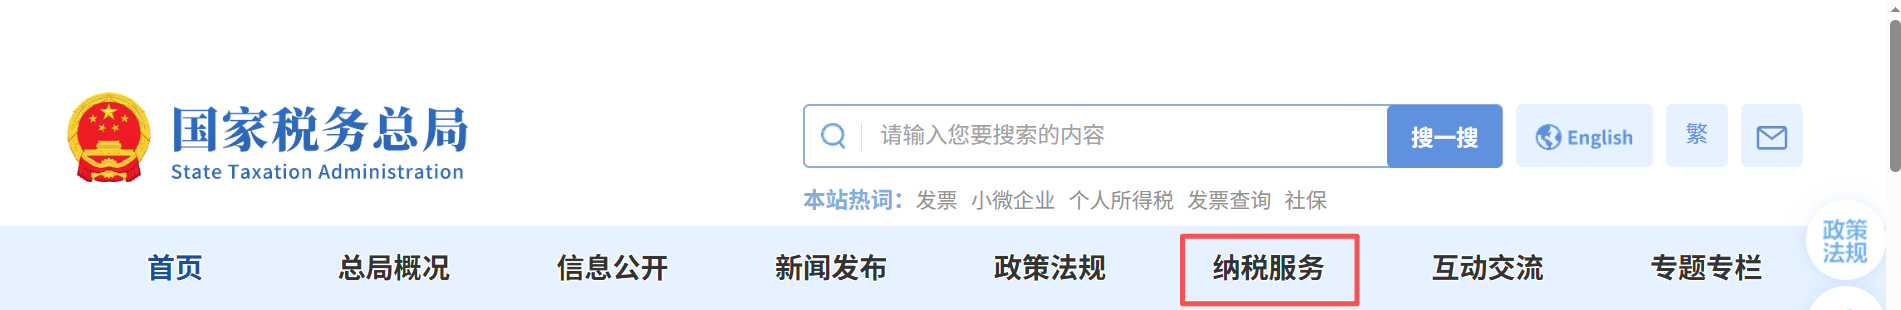 国家税务总局
State Taxation Administration
请输入您要搜索的内容 搜一搜 English 繁
本站热词：发票 小微企业 个人所得税 发票查询 社保
首页 总局概况 信息公开 新闻发布 政策法规 纳税服务 互动交流 专题专栏
政策
法规